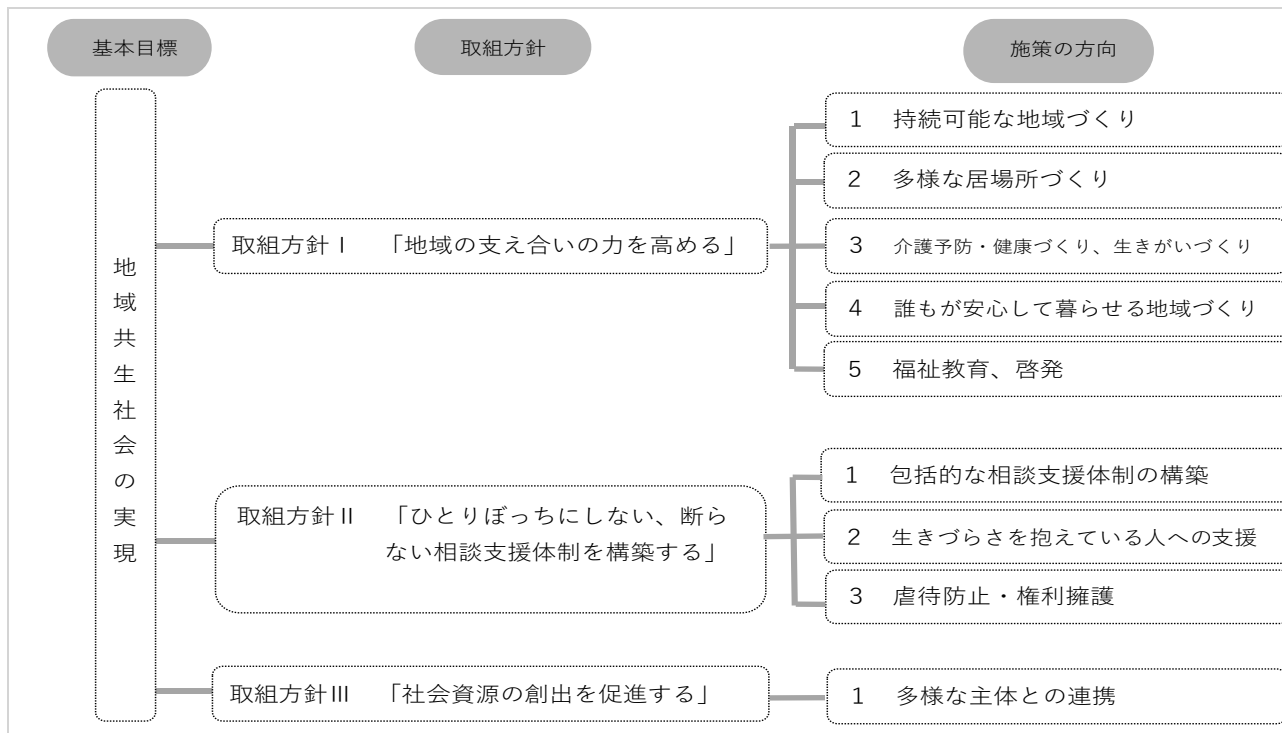 基本目標
取組方針
施策の方向
地域共生社会の実現
取組方針Ⅰ 「地域の支え合いの力を高める」
1 持続可能な地域づくり
2 多様な居場所づくり
3 介護予防・健康づくり、生きがいづくり
4 誰もが安心して暮らせる地域づくり
5 福祉教育、啓発
取組方針Ⅱ 「ひとりぼっちにしない、断ら
ない相談支援体制を構築する」
1 包括的な相談支援体制の構築
2 生きづらさを抱えている人への支援
3 虐待防止・権利擁護
取組方針Ⅲ 「社会資源の創出を促進する」
1 多様な主体との連携